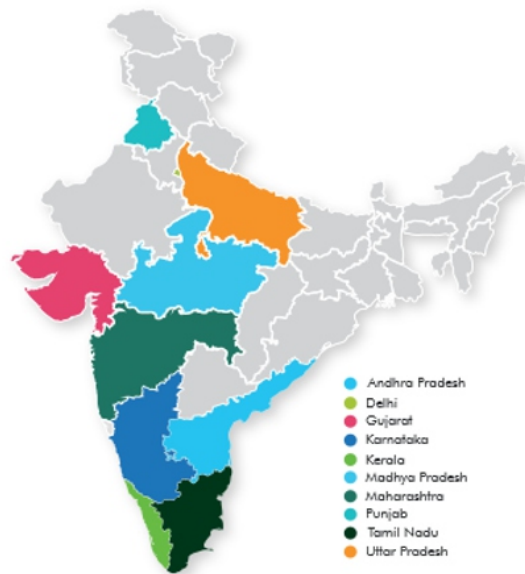 Andhra Pradesh
Delhi
Gujarat
Karnataka
Kerala
Madhya Pradesh
Maharashtra
Punjab
Tamil Nadu
Uttar Pradesh